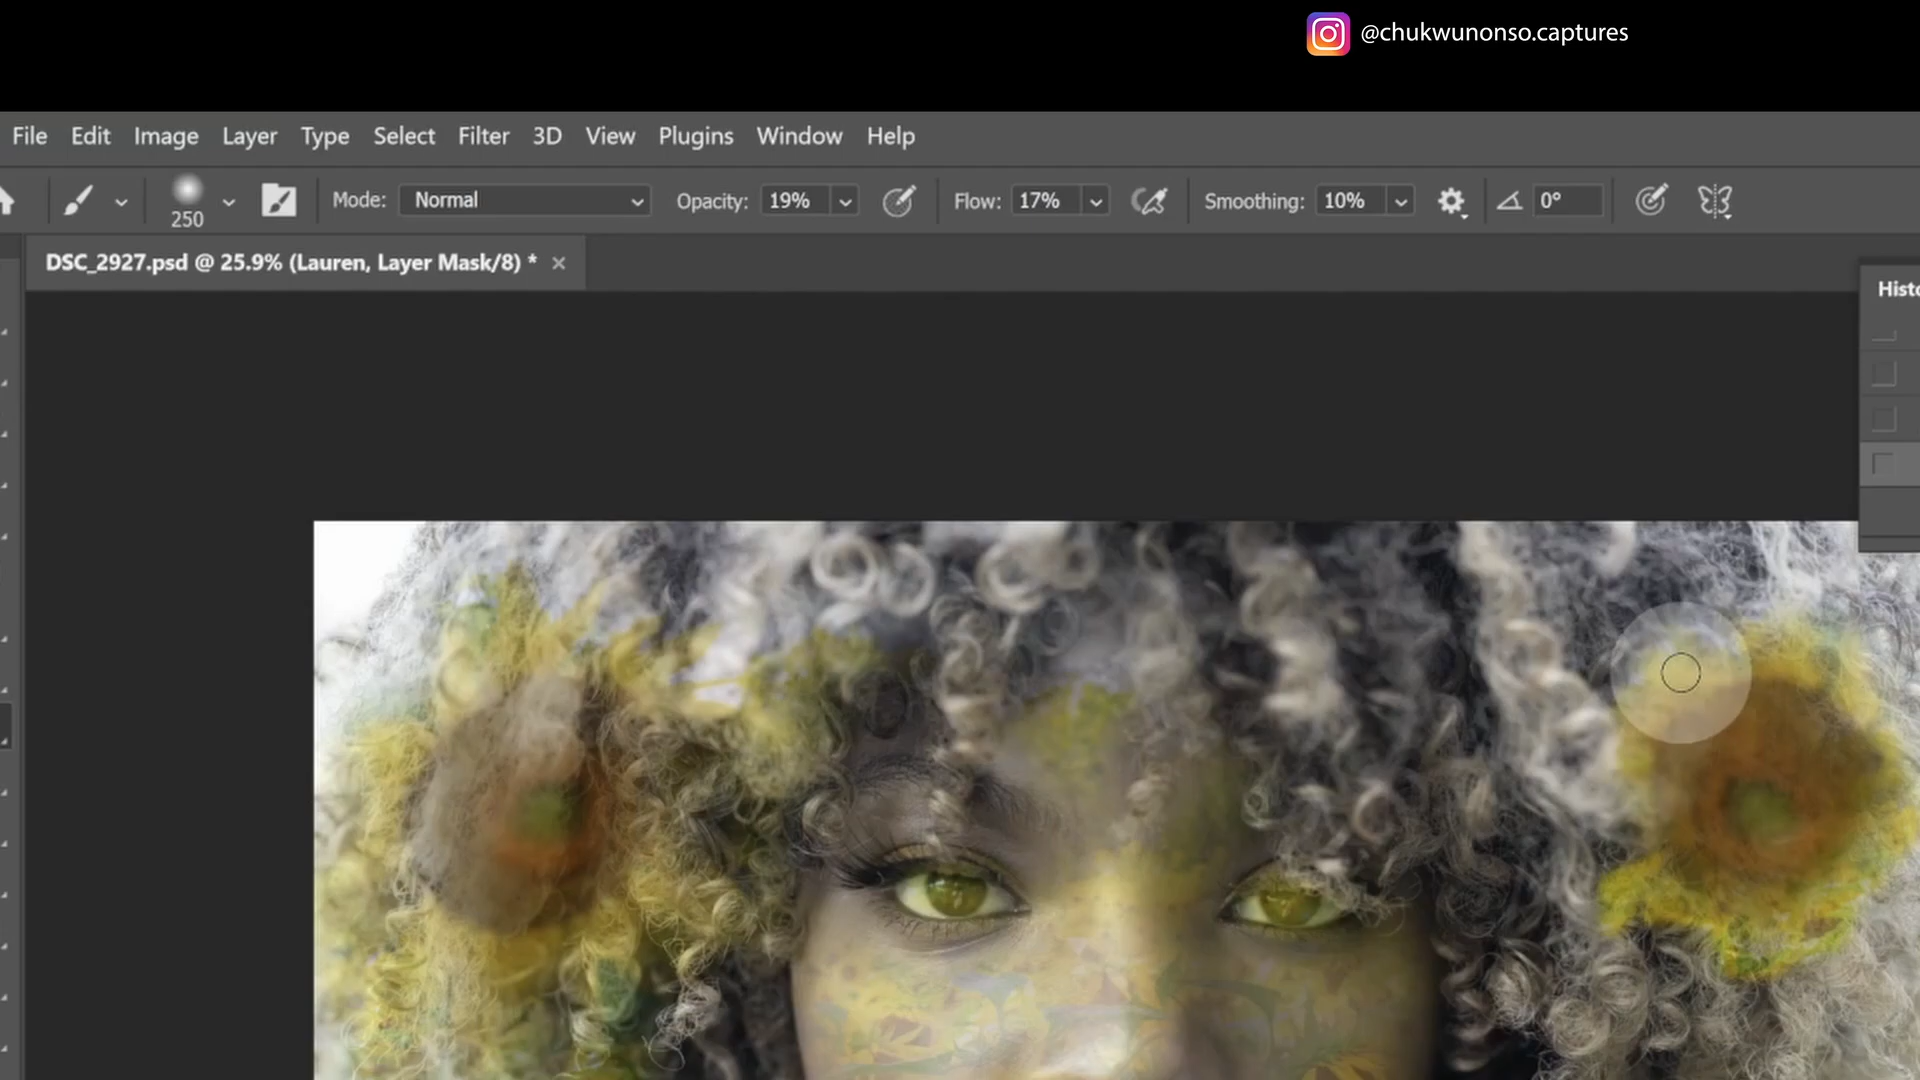 @chukwunonso.captures
File Edit Image Layer Type Select Filter 3D View Plugins Window Help
250 Mode: Normal Opacity: 19% Flow: 17% Smoothing: 10% 0°
DSC_2927.psd @ 25.9% (Lauren, Layer Mask/8) * ×
Histo